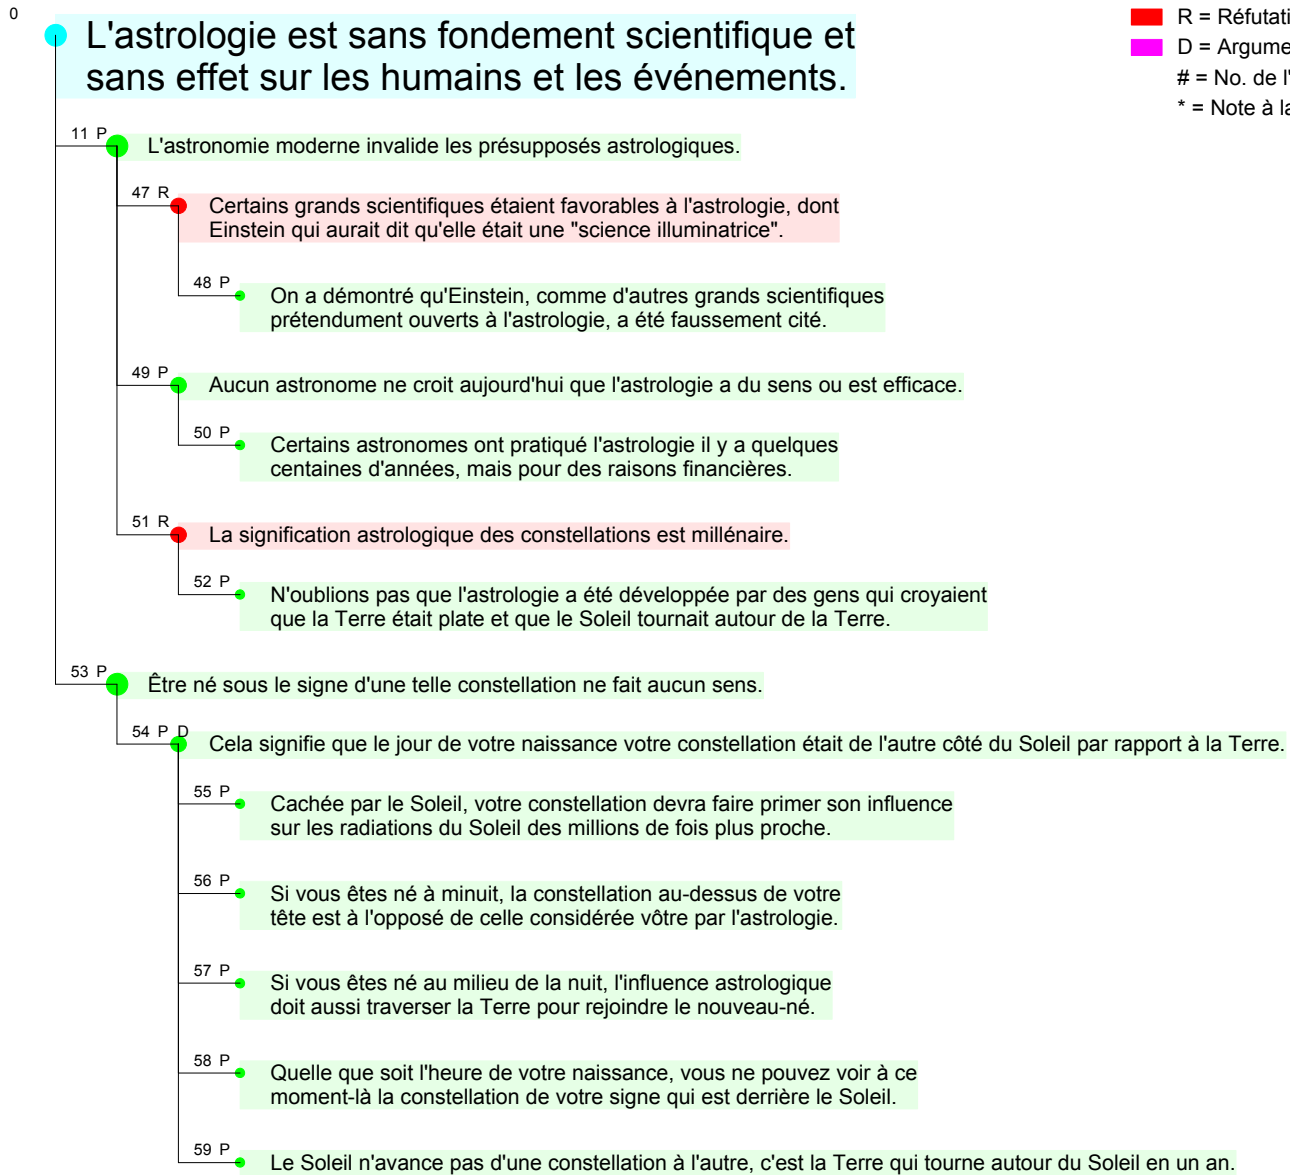 0
L'astrologie est sans fondement scientifique et
sans effet sur les humains et les événements.
R = Réfutati
D = Argume
# = No. de l'
* = Note à la
11 P
L'astronomie moderne invalide les présupposés astrologiques.
47 R
Certains grands scientifiques étaient favorables à l'astrologie, dont
Einstein qui aurait dit qu'elle était une "science illuminatrice".
48 P
On a démontré qu'Einstein, comme d'autres grands scientifiques
prétendument ouverts à l'astrologie, a été faussement cité.
49 P
Aucun astronome ne croit aujourd'hui que l'astrologie a du sens ou est efficace.
50 P
Certains astronomes ont pratiqué l'astrologie il y a quelques
centaines d'années, mais pour des raisons financières.
51 R
La signification astrologique des constellations est millénaire.
52 P
N'oublions pas que l'astrologie a été développée par des gens qui croyaient
que la Terre était plate et que le Soleil tournait autour de la Terre.
53 P
Être né sous le signe d'une telle constellation ne fait aucun sens.
54 P D
Cela signifie que le jour de votre naissance votre constellation était de l'autre côté du Soleil par rapport à la Terre.
55 P
Cachée par le Soleil, votre constellation devra faire primer son influence
sur les radiations du Soleil des millions de fois plus proche.
56 P
Si vous êtes né à minuit, la constellation au-dessus de votre
tête est à l'opposé de celle considérée vôtre par l'astrologie.
57 P
Si vous êtes né au milieu de la nuit, l'influence astrologique
doit aussi traverser la Terre pour rejoindre le nouveau-né.
58 P
Quelle que soit l'heure de votre naissance, vous ne pouvez voir à ce
moment-là la constellation de votre signe qui est derrière le Soleil.
59 P
Le Soleil n'avance pas d'une constellation à l'autre, c'est la Terre qui tourne autour du Soleil en un an.